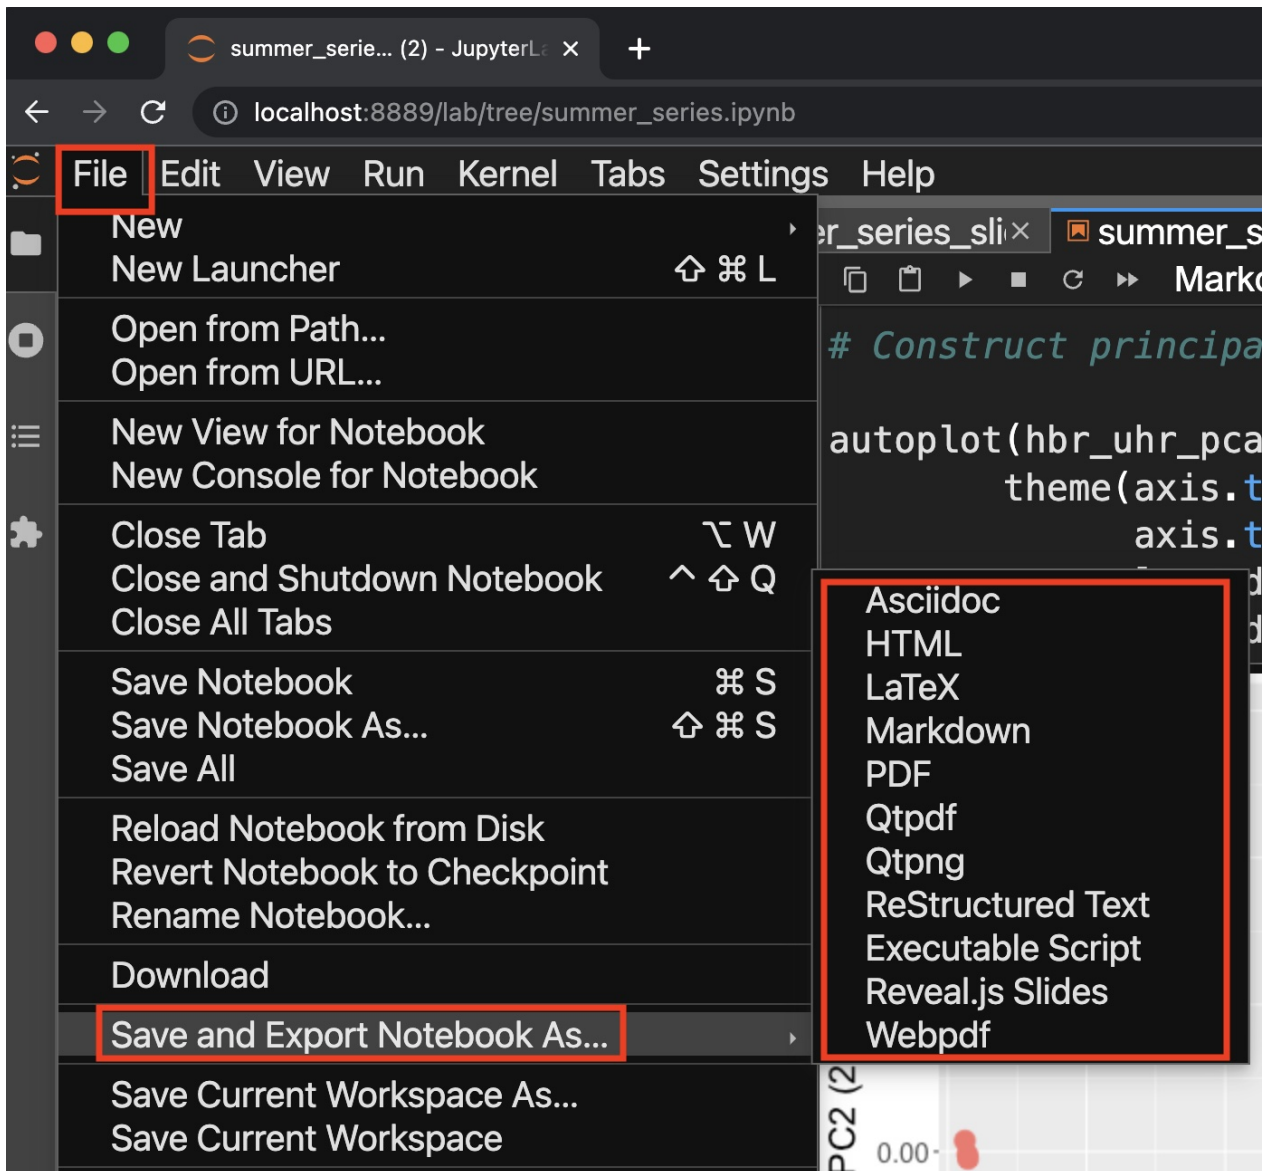 summer_serie... (2) - JupyterLa
localhost:8889/lab/tree/summer_series.ipynb
File Edit View Run Kernel Tabs Settings Help
New
New Launcher ⇧ ⌘ L
Open from Path...
Open from URL...
New View for Notebook
New Console for Notebook
Close Tab ⌥ W
Close and Shutdown Notebook ^ ⇧ Q
Close All Tabs
Save Notebook ⌘ S
Save Notebook As... ⇧ ⌘ S
Save All
Reload Notebook from Disk
Revert Notebook to Checkpoint
Rename Notebook...
Download
Save and Export Notebook As...
Save Current Workspace As...
Save Current Workspace
er_series_sli
summer_s
Markd
# Construct principa
autoplot(hbr_uhr_pca
theme(axis.t
axis.t
Asciidoc
HTML
LaTeX
Markdown
PDF
Qtpdf
Qtpng
ReStructured Text
Executable Script
Reveal.js Slides
Webpdf
PC2 (2
0.00